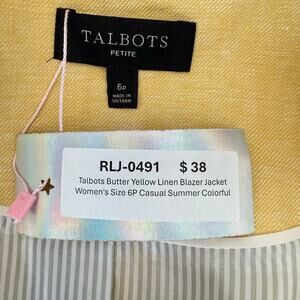 TALBOTS
PETITE
6P
MADE IN
VIETNAM
RLJ-0491 $ 38
Talbots Butter Yellow Linen Blazer Jacket
Women's Size 6P Casual Summer Colorful